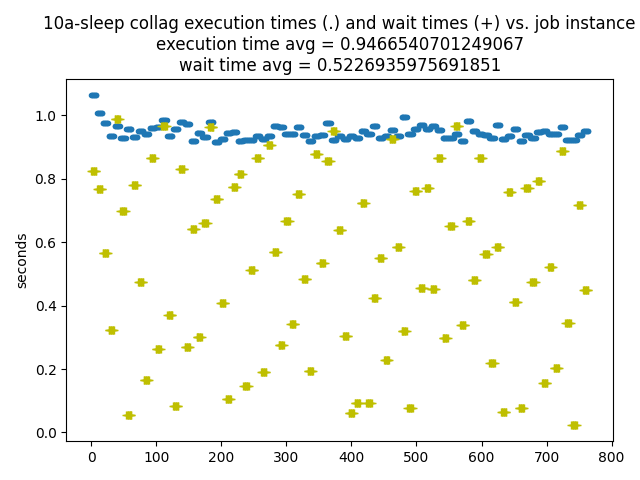 10a-sleep collag execution times (.) and wait times (+) vs. job instance
execution time avg = 0.9466540701249067
wait time avg = 0.5226935975691851
1.0
0.8
0.6
0.4
0.2
0.0
seconds
0 100 200 300 400 500 600 700 800